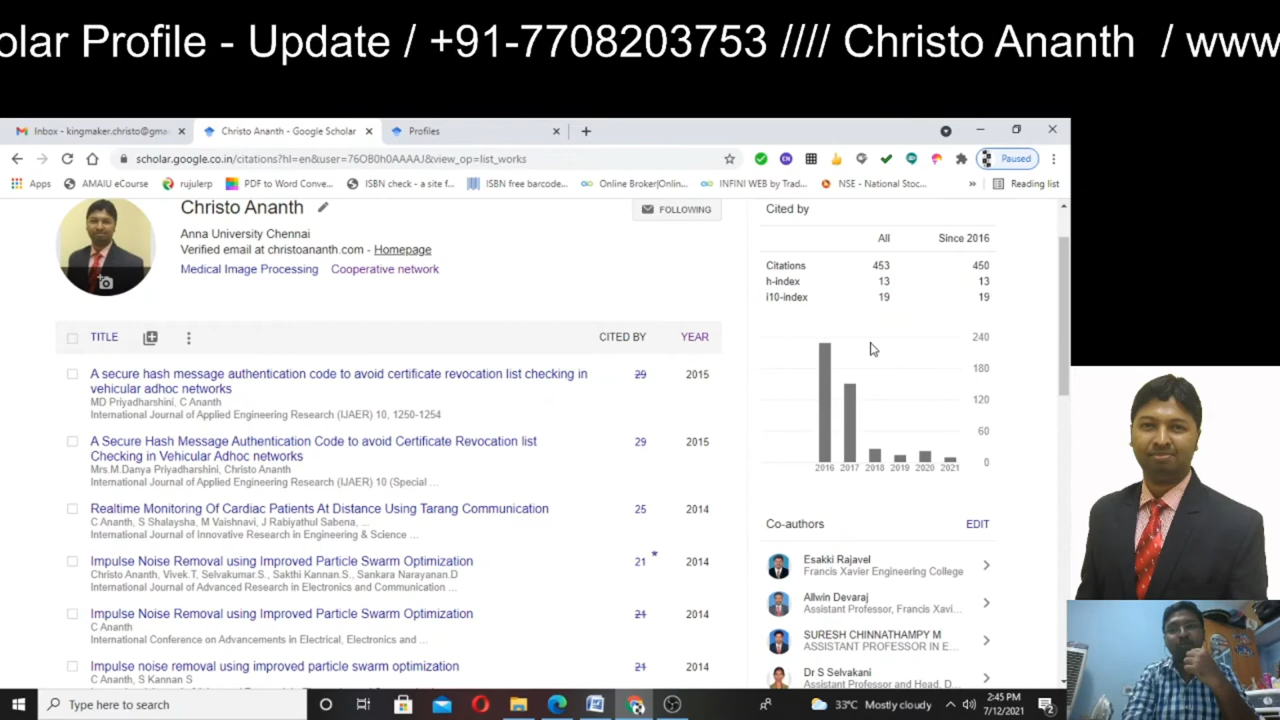 olar Profile - Update / +91-7708203753 //// Christo Ananth / www
Inbox - kingmaker.christo@gma
Christo Ananth - Google Scholar
Profiles
scholar.google.co.in/citations?hl=en&user=76OB0h0AAAAJ&view_op=list_works
Paused
Apps
AMAIU eCourse
rujulerp
PDF to Word Conve...
ISBN check - a site f...
ISBN free barcode...
Online Broker|Onlin...
INFINI WEB by Trad...
NSE - National Stoc...
»
Reading list
Christo Ananth
FOLLOWING
Anna University Chennai
Verified email at christoananth.com - Homepage
Medical Image Processing Cooperative network
TITLE
CITED BY
YEAR
A secure hash message authentication code to avoid certificate revocation list checking in
vehicular adhoc networks
29
2015
MD Priyadharshini, C Ananth
International Journal of Applied Engineering Research (IJAER) 10, 1250-1254
A Secure Hash Message Authentication Code to avoid Certificate Revocation list
Checking in Vehicular Adhoc networks
29
2015
Mrs.M.Danya Priyadharshini, Christo Ananth
International Journal of Applied Engineering Research (IJAER) 10 (Special ...
Realtime Monitoring Of Cardiac Patients At Distance Using Tarang Communication
25
2014
C Ananth, S Shalaysha, M Vaishnavi, J Rabiyathul Sabena, ...
International Journal of Innovative Research in Engineering & Science ...
Impulse Noise Removal using Improved Particle Swarm Optimization
21 *
2014
Christo Ananth, Vivek.T, Selvakumar.S., Sakthi Kannan.S., Sankara Narayanan.D
International Journal of Advanced Research in Electronics and Communication ...
Impulse Noise Removal using Improved Particle Swarm Optimization
21
2014
C Ananth
International Conference on Advancements in Electrical, Electronics and ...
Impulse noise removal using improved particle swarm optimization
21
2014
C Ananth, S Kannan S
Cited by
All
Since 2016
Citations 453 450
h-index 13 13
i10-index 19 19
240
180
120
60
0
2016 2017 2018 2019 2020 2021
Co-authors
EDIT
Esakki Rajavel
Francis Xavier Engineering College
Allwin Devaraj
Assistant Professor, Francis Xavi...
SURESH CHINNATHAMPY M
ASSISTANT PROFESSOR IN E...
Dr S Selvakani
Assistant Professor and Head, D...
Type here to search
33°C Mostly cloudy
2:45 PM
7/12/2021
2